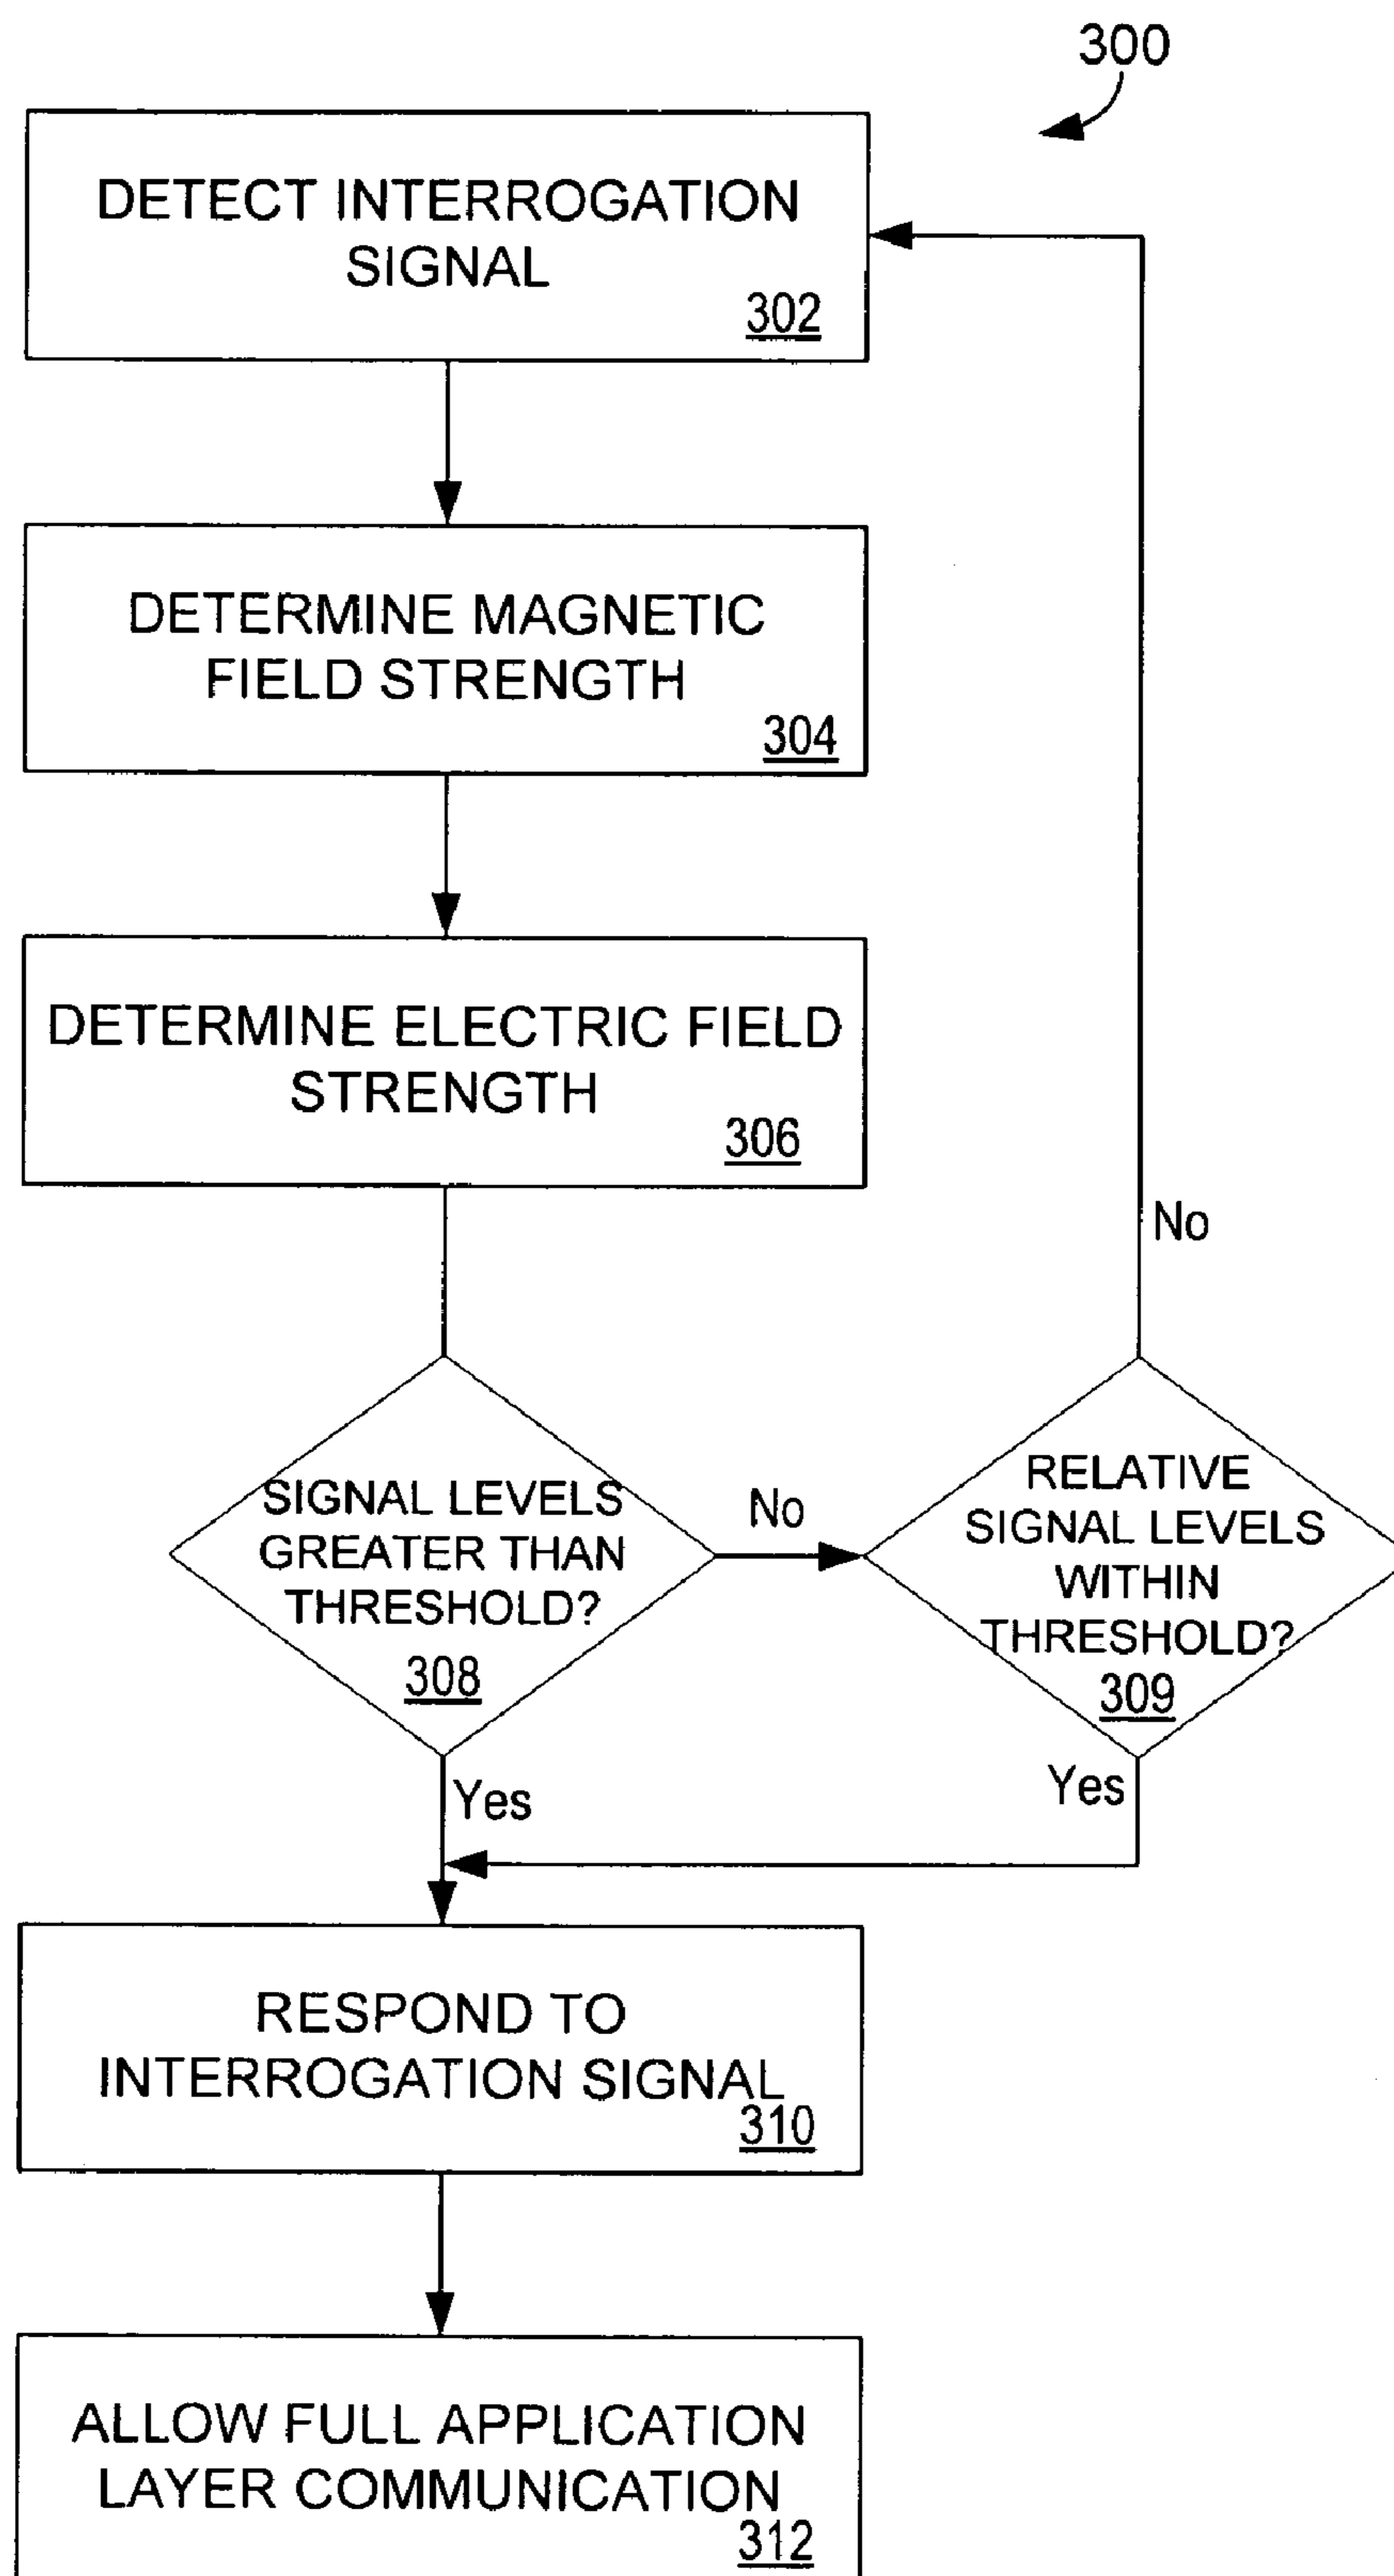 300
DETECT INTERROGATION
SIGNAL
302
DETERMINE MAGNETIC
FIELD STRENGTH
304
DETERMINE ELECTRIC FIELD
STRENGTH
306
No
SIGNAL LEVELS
GREATER THAN
THRESHOLD?
308
No
RELATIVE
SIGNAL LEVELS
WITHIN
THRESHOLD?
309
Yes
Yes
RESPOND TO
INTERROGATION SIGNAL
310
ALLOW FULL APPLICATION
LAYER COMMUNICATION
312